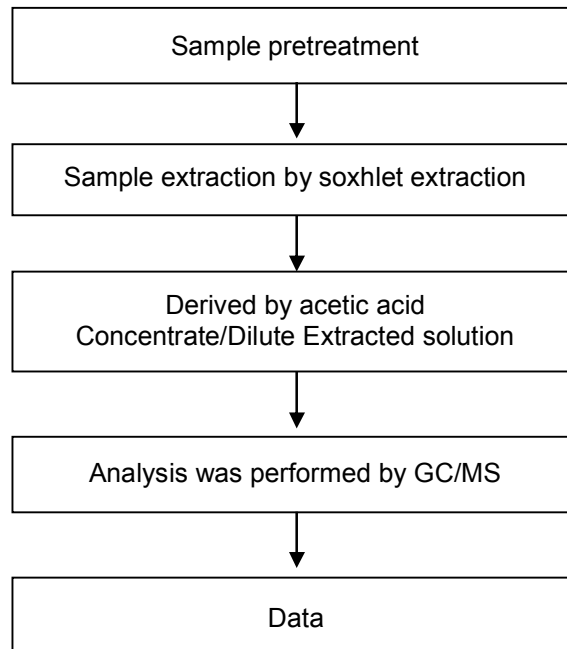 Sample pretreatment
Sample extraction by soxhlet extraction
Derived by acetic acid
Concentrate/Dilute Extracted solution
Analysis was performed by GC/MS
Data